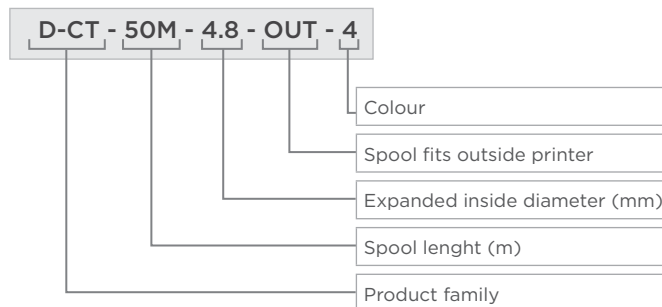 D-CT - 50M - 4.8 - OUT - 4
Colour
Spool fits outside printer
Expanded inside diameter (mm)
Spool lenght (m)
Product family